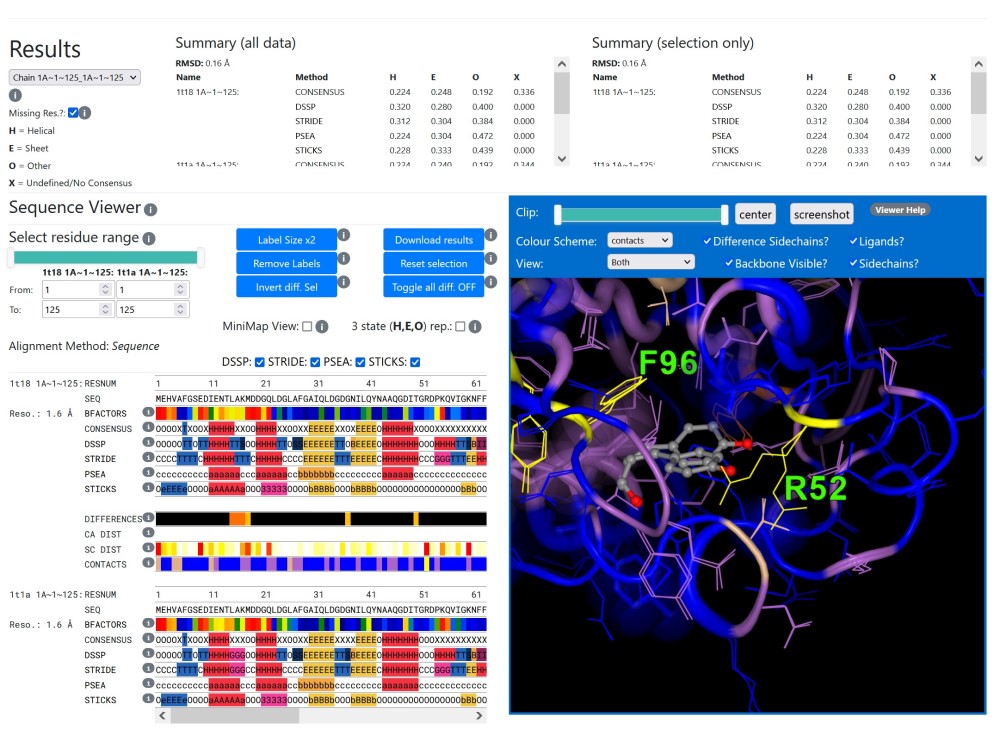 Results
Chain 1A~1~125_1A~1~125
Missing Res.?:
H = Helical
E = Sheet
O = Other
X = Undefined/No Consensus
Summary (all data)
RMSD: 0.16 Å
Name Method H E O X
1t18 1A~1~125: CONSENSUS 0.224 0.248 0.192 0.336
DSSP 0.320 0.280 0.400 0.000
STRIDE 0.312 0.304 0.384 0.000
PSEA 0.224 0.304 0.472 0.000
STICKS 0.228 0.333 0.439 0.000
1t1a 1A~1~125: CONSENSUS 0.224 0.240 0.192 0.344
Summary (selection only)
RMSD: 0.16 Å
Name Method H E O X
1t18 1A~1~125: CONSENSUS 0.224 0.248 0.192 0.336
DSSP 0.320 0.280 0.400 0.000
STRIDE 0.312 0.304 0.384 0.000
PSEA 0.224 0.304 0.472 0.000
STICKS 0.228 0.333 0.439 0.000
1t1a 1A~1~125: CONSENSUS 0.224 0.240 0.192 0.344
Sequence Viewer
Select residue range
1t18 1A~1~125: 1t1a 1A~1~125:
From: 1 1
To: 125 125
Label Size x2
Download results
Remove Labels
Reset selection
Invert diff. Sel
Toggle all diff. OFF
MiniMap View: 3 state (H,E,O) rep.:
Alignment Method: Sequence
DSSP: STRIDE: PSEA: STICKS:
1t18 1A~1~125: RESNUM 1 11 21 31 41 51 61
SEQ MEHVAFGSEDIENTLAKMDDGQLDGLAFGAIQLDGDGNILQYNAAQGDITGRDPKQVIGKNFF
Reso.: 1.6 Å BFACTORS
CONSENSUS
DSSP
STRIDE
PSEA
STICKS
DIFFERENCES
CA DIST
SC DIST
CONTACTS
1t1a 1A~1~125: RESNUM 1 11 21 31 41 51 61
SEQ MEHVAFGSEDIENTLAKMDDGQLDGLAFGAIQLDGDGNILQYNAAQGDITGRDPKQVIGKNFF
Reso.: 1.6 Å BFACTORS
CONSENSUS
DSSP
STRIDE
PSEA
STICKS
Clip: center screenshot Viewer Help
Colour Scheme: contacts Difference Sidechains? Ligands?
View: Both Backbone Visible? Sidechains?
F96
R52